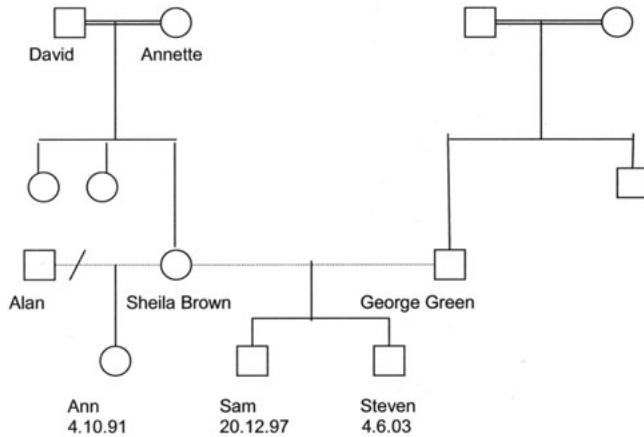 David
Annette
Alan
Sheila Brown
George Green
Ann
4.10.91
Sam
20.12.97
Steven
4.6.03